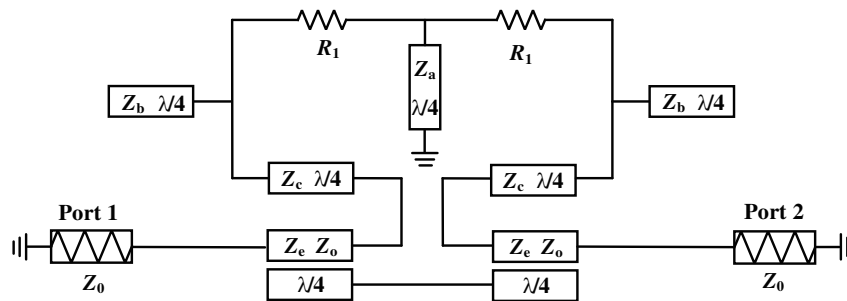 R1 R1
Za
λ/4
Zb λ/4 Zb λ/4
Zc λ/4 Zc λ/4
Port 1 Port 2
Ze Zo Ze Zo
Z0 λ/4 λ/4 Z0